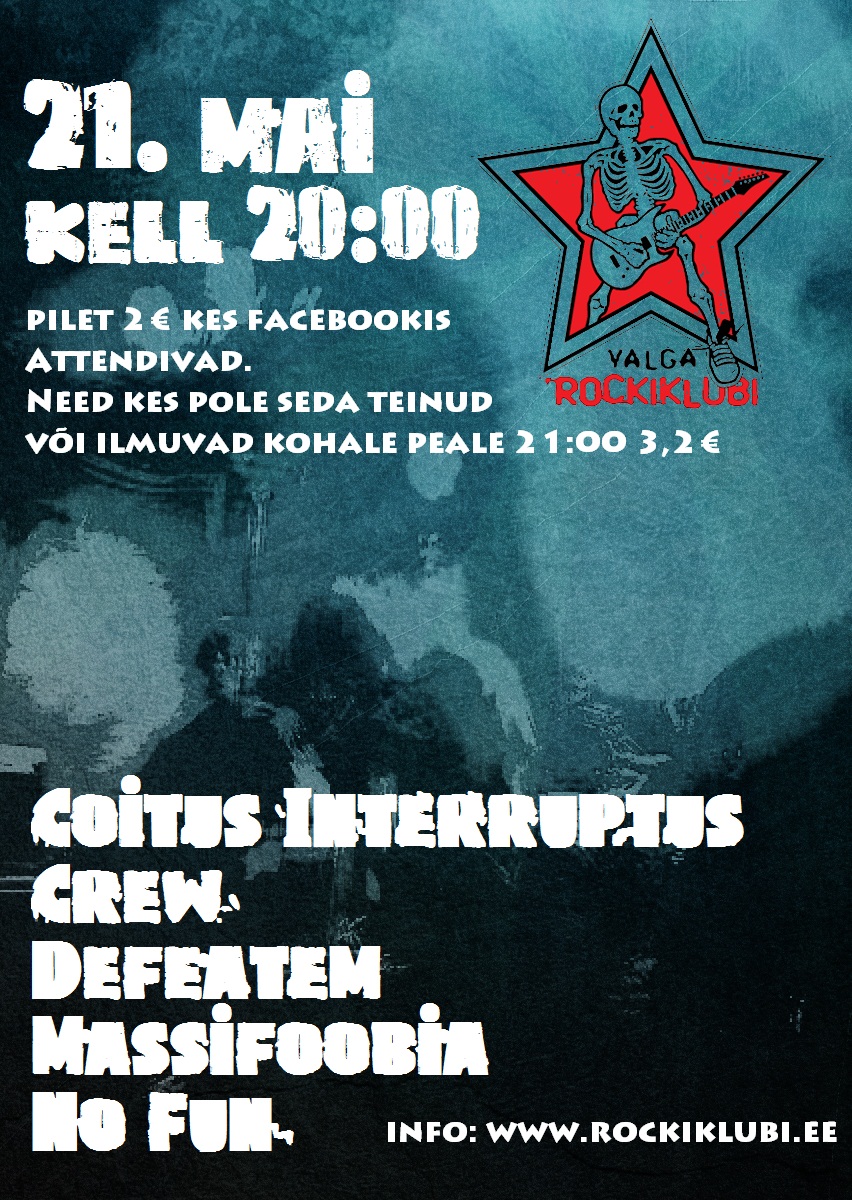 21. mai
kell 20:00
pilet 2 € kes facebookis
Attendivad.
Need kes pole seda teinud
või ilmuvad kohale peale 21:00 3,2 €
VALGA
ROCKIKLUBI
Coitus Interruptus
Crew
Defeatem
Massifoobia
No Fun
info: www.rockiklubi.ee